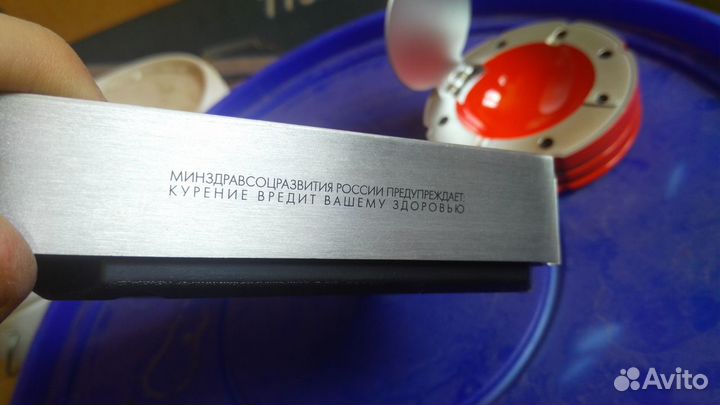 МИНЗДРАВСОЦРАЗВИТИЯ РОССИИ ПРЕДУПРЕЖДАЕТ:
КУРЕНИЕ ВРЕДИТ ВАШЕМУ ЗДОРОВЬЮ
Avito